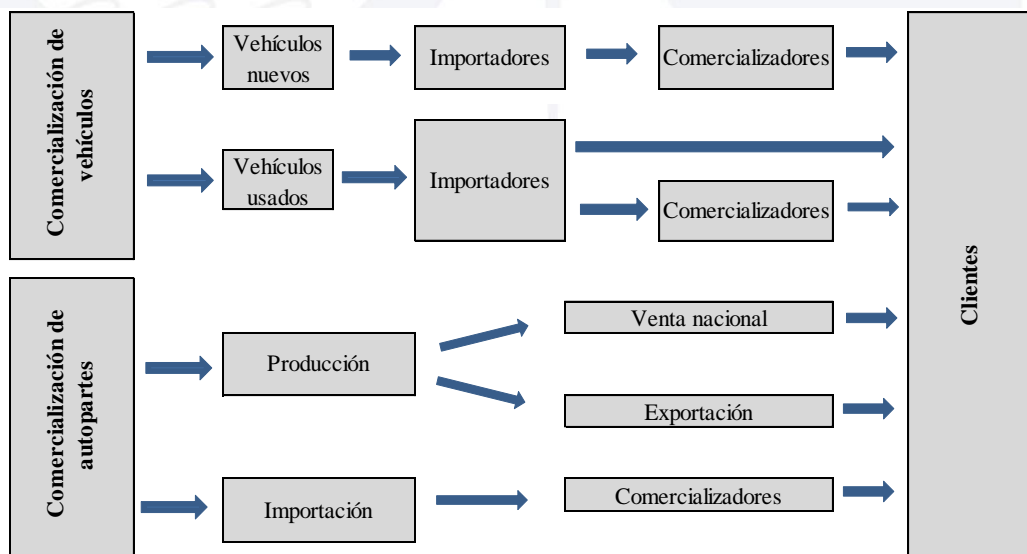 Comercialización de
vehículos
Vehículos
nuevos
Importadores
Comercializadores
Vehículos
usados
Importadores
Comercializadores
Comercialización de
autopartes
Producción
Venta nacional
Exportación
Importación
Comercializadores
Clientes